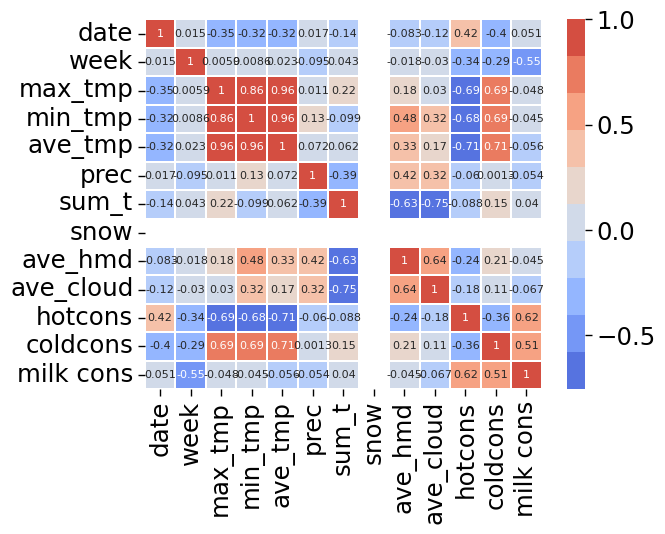 date 1 0.015 -0.35 -0.32 -0.32 0.017 -0.14 -0.083 -0.12 0.42 -0.4 0.051
week 0.015 1 0.0059 0.0086 0.023 -0.095 0.043 -0.018 -0.03 -0.34 -0.29 -0.55
max_tmp -0.35 0.0059 1 0.86 0.96 0.011 0.22 0.18 0.03 -0.69 0.69 -0.048
min_tmp -0.32 0.0086 0.86 1 0.96 0.13 -0.099 0.48 0.32 -0.68 0.69 -0.045
ave_tmp -0.32 0.023 0.96 0.96 1 0.072 0.062 0.33 0.17 -0.71 0.71 -0.056
prec 0.017 -0.095 0.011 0.13 0.072 1 -0.39 0.42 0.32 -0.06 0.0013 -0.054
sum_t -0.14 0.043 0.22 -0.099 0.062 -0.39 1 -0.63 -0.75 -0.088 0.15 0.04
snow
ave_hmd -0.083 -0.018 0.18 0.48 0.33 0.42 -0.63 1 0.64 -0.24 0.21 -0.045
ave_cloud -0.12 -0.03 0.03 0.32 0.17 0.32 -0.75 0.64 1 -0.18 0.11 -0.067
hotcons 0.42 -0.34 -0.69 -0.68 -0.71 -0.06 -0.088 -0.24 -0.18 1 -0.36 0.62
coldcons -0.4 -0.29 0.69 0.69 0.71 0.0013 0.15 0.21 0.11 -0.36 1 0.51
milk cons 0.051 -0.55 -0.048 -0.045 -0.056 -0.054 0.04 -0.045 -0.067 0.62 0.51 1
date week max_tmp min_tmp ave_tmp prec sum_t snow ave_hmd ave_cloud hotcons coldcons milk cons
1.0
0.5
0.0
−0.5